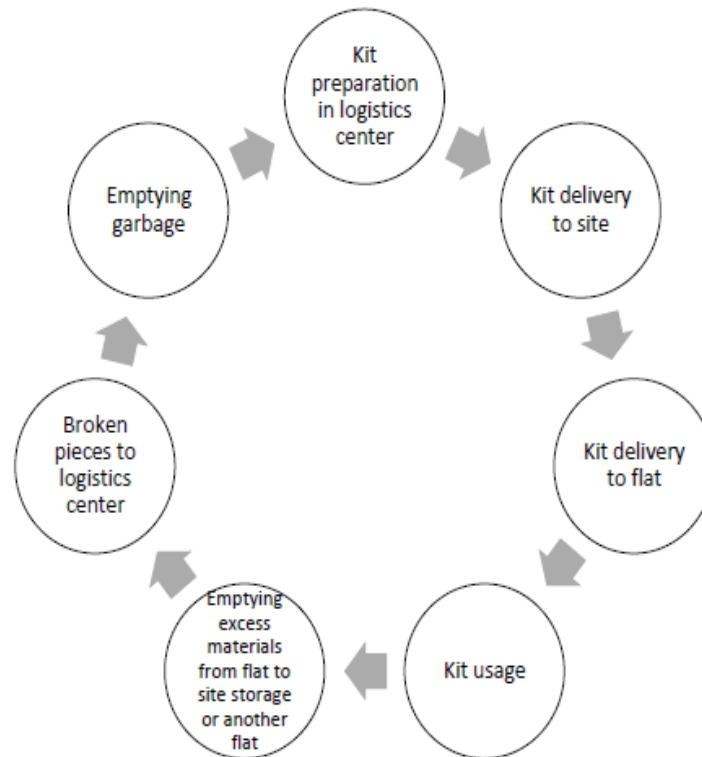 Kit
preparation
in logistics
center
Kit delivery
to site
Kit delivery
to flat
Kit usage
Emptying
excess
materials
from flat to
site storage
or another
flat
Broken
pieces to
logistics
center
Emptying
garbage